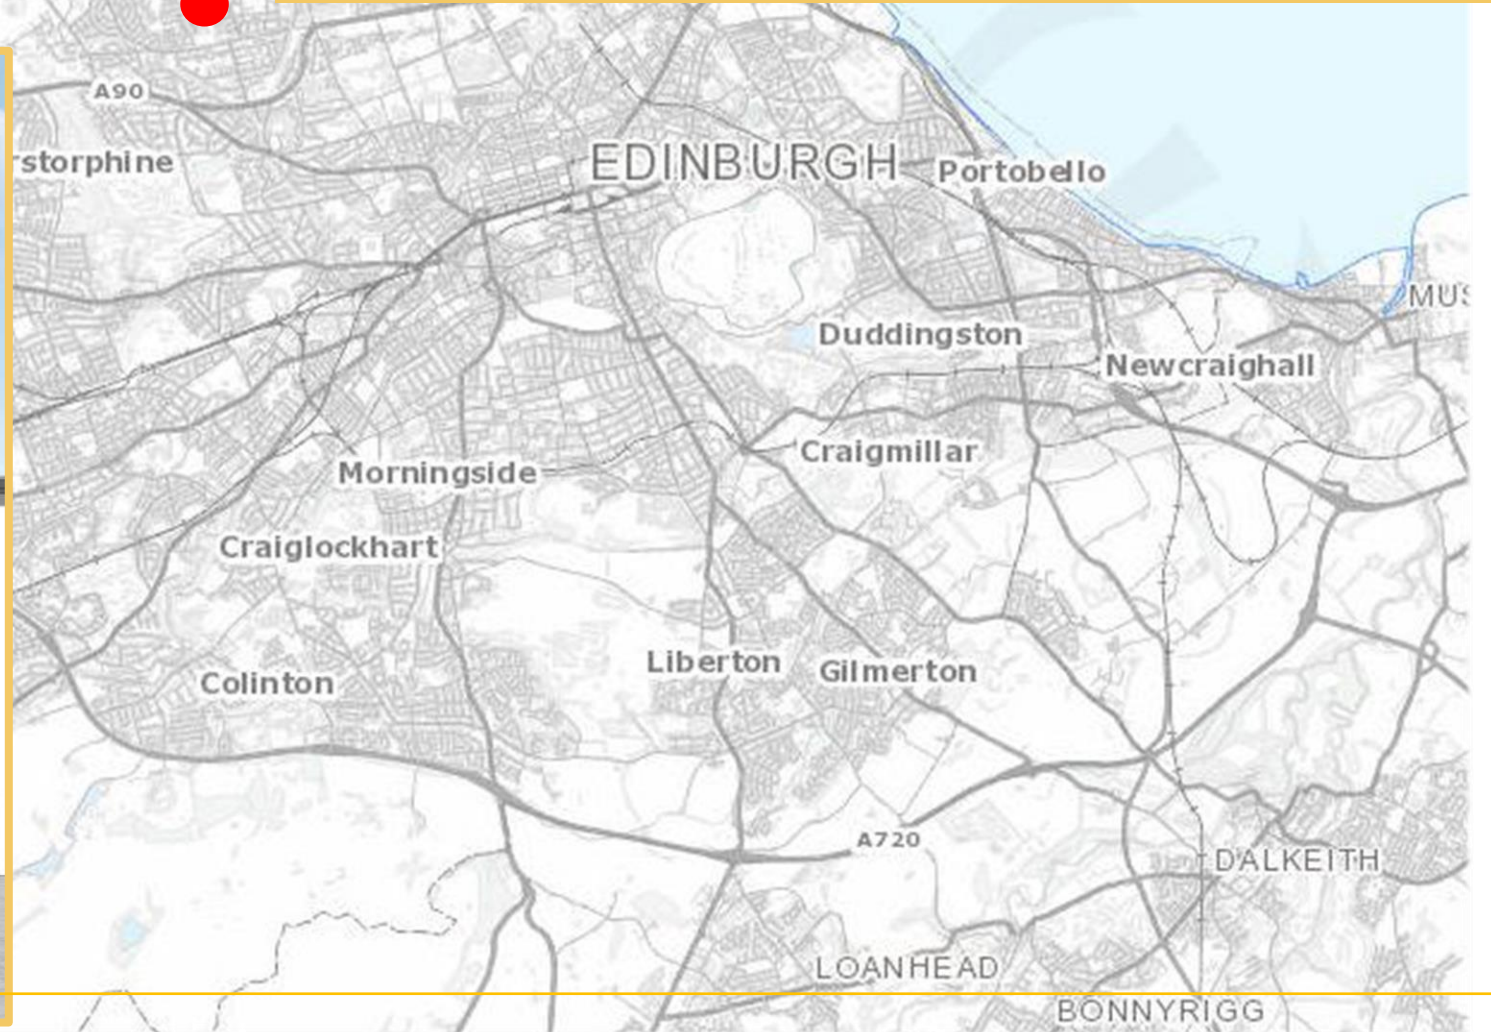 A90
EDINBURGH
rstorphine
Portobello
MUS
Duddingston
Newcraighall
Craigmillar
Morningside
Craiglockhart
Liberton
Gilmerton
Colinton
A720
DALKEITH
LOANHEAD
BONNYRIGG